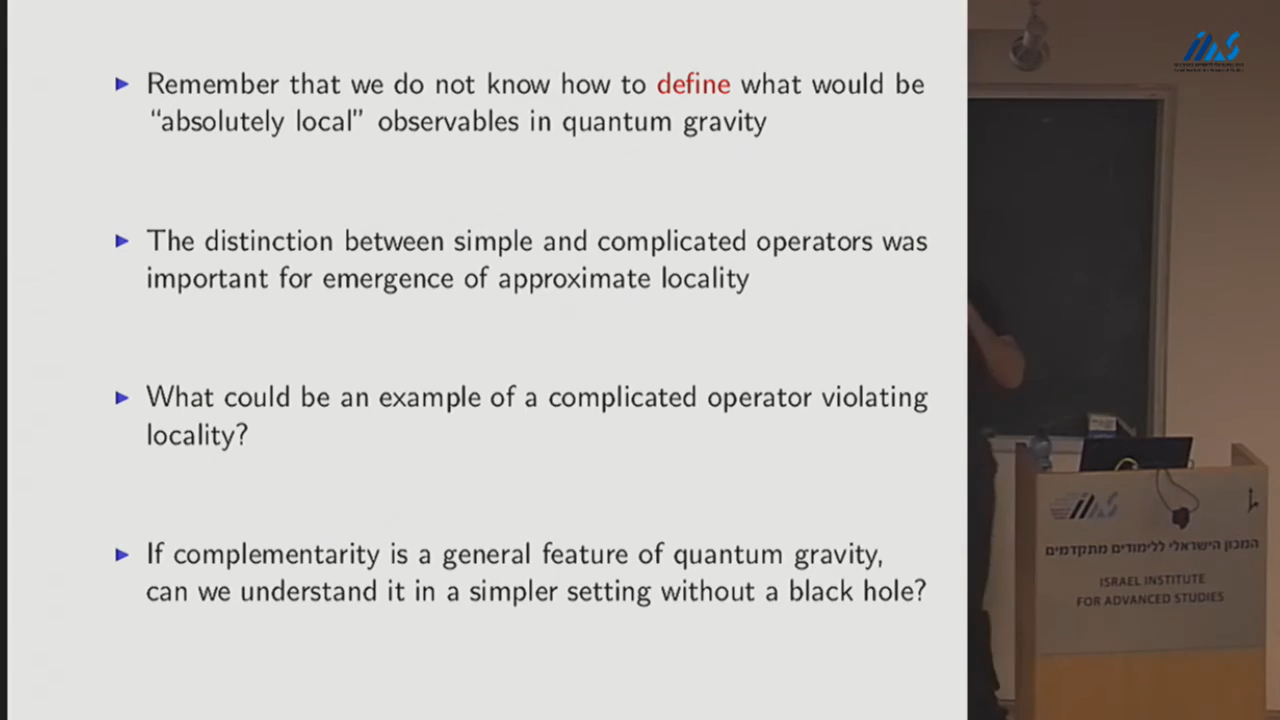 Remember that we do not know how to define what would be
"absolutely local" observables in quantum gravity
The distinction between simple and complicated operators was
important for emergence of approximate locality
What could be an example of a complicated operator violating
locality?
If complementarity is a general feature of quantum gravity,
can we understand it in a simpler setting without a black hole?
המכון הישראלי ללימודים מתקדמים
ISRAEL INSTITUTE
FOR ADVANCED STUDIES